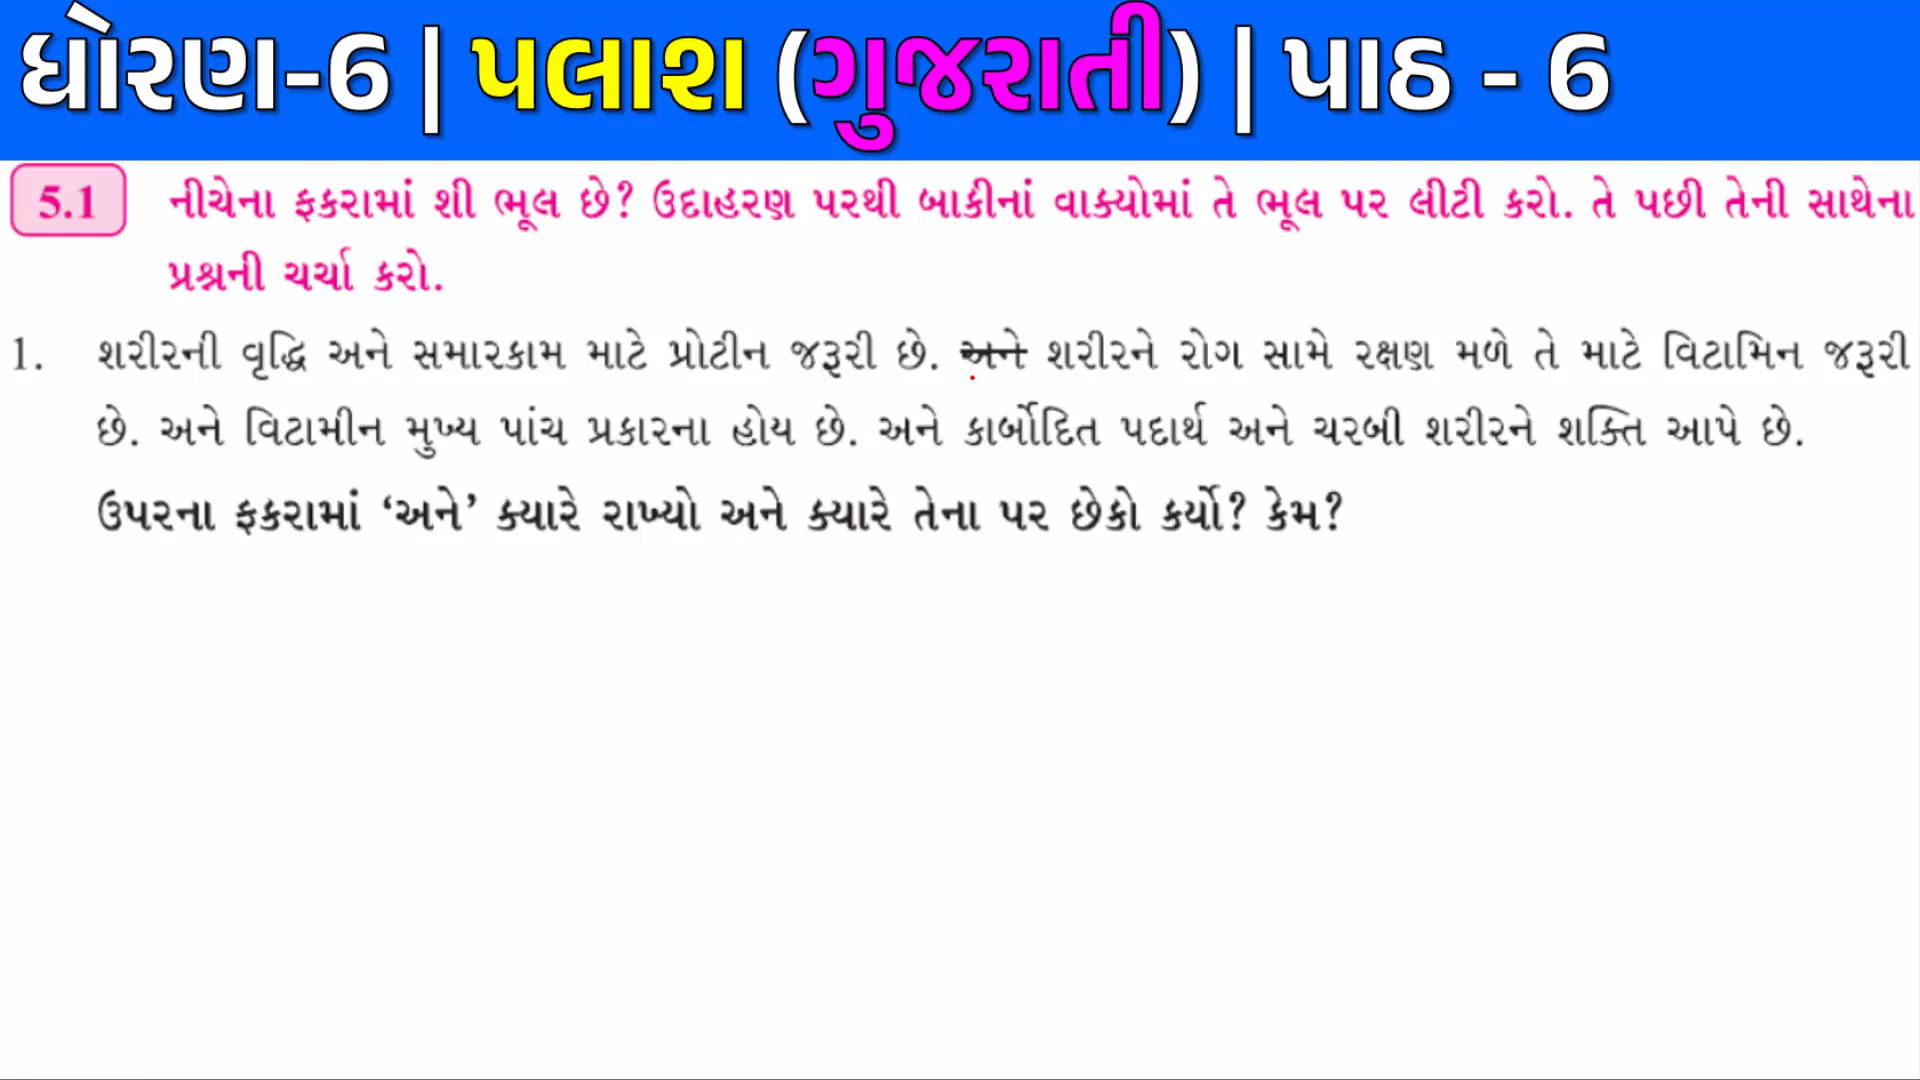 ધોરણ-6 | પલાશ (ગુજરાતી) | પાઠ - 6
5.1 નીચેના ફકરામાં શી ભૂલ છે? ઉદાહરણ પરથી બાકીનાં વાક્યોમાં તે ભૂલ પર લીટી કરો. તે પછી તેની સાથેના
પ્રશ્નની ચર્ચા કરો.
1. શરીરની વૃદ્ધિ અને સમારકામ માટે પ્રોટીન જરૂરી છે. અને શરીરને રોગ સામે રક્ષણ મળે તે માટે વિટામિન જરૂરી
છે. અને વિટામીન મુખ્ય પાંચ પ્રકારના હોય છે. અને કાર્બોદિત પદાર્થ અને ચરબી શરીરને શક્તિ આપે છે.
ઉપરના ફકરામાં ‘અને’ ક્યારે રાખ્યો અને ક્યારે તેના પર છેકો કર્યો? કેમ?